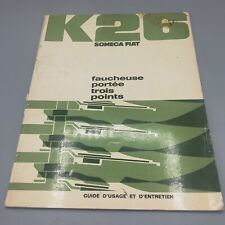 K26
SOMECA FIAT
faucheuse
portée
trois
points
GUIDE D'USAGE ET D'ENTRETIEN